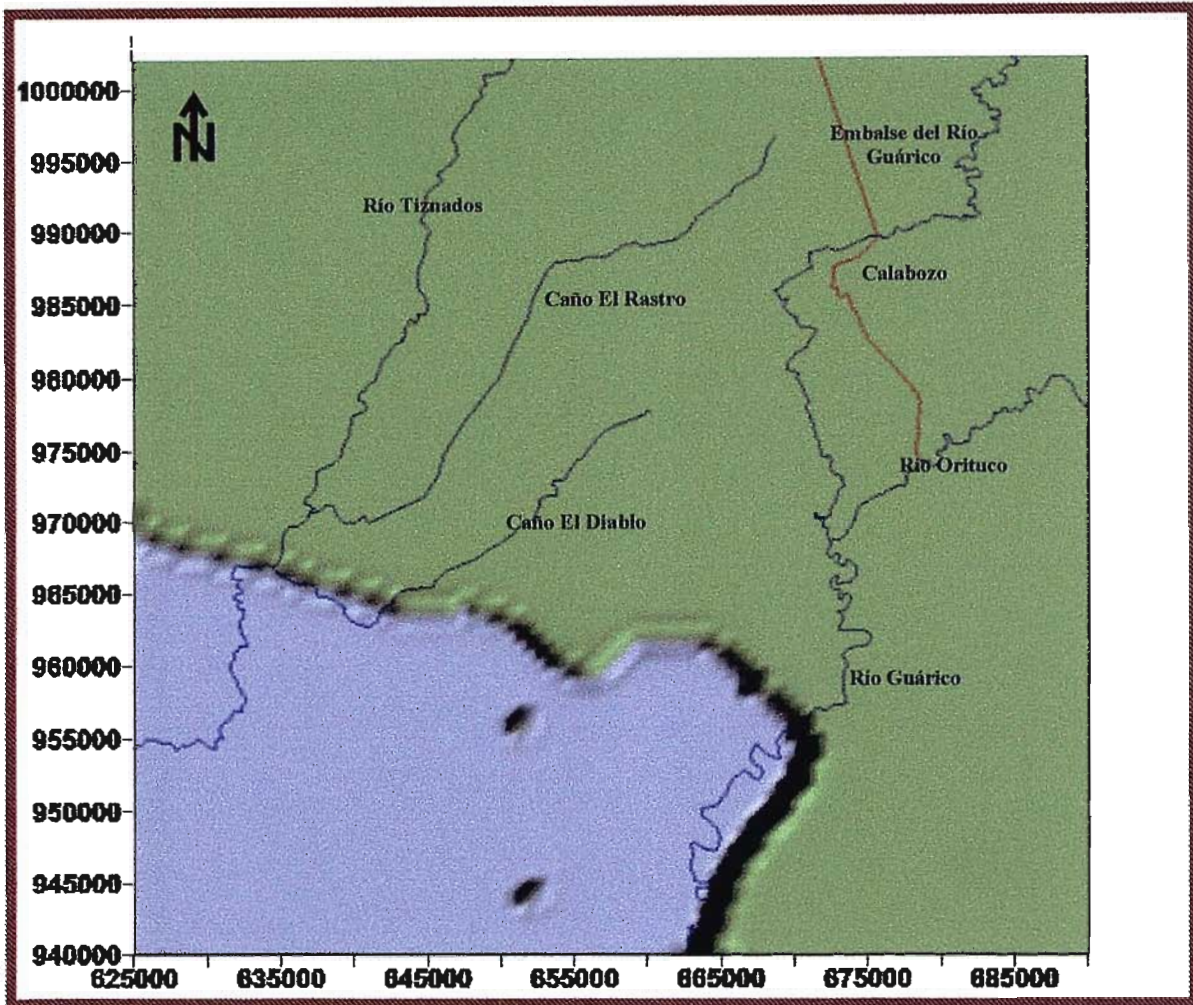 1000000
995000
990000
985000
980000
975000
970000
965000
960000
955000
950000
945000
940000
N
Embalse del Río
Guárico
Río Tiznados
Calabozo
Caño El Rastro
Río Orituco
Caño El Diablo
Río Guárico
625000 635000 645000 655000 665000 675000 685000